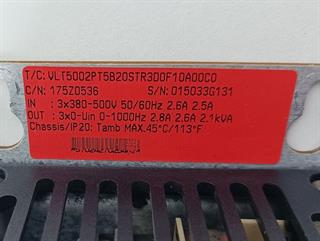 T/C: VLT5002PT5B20STR3D0F10A00C0
C/N: 175Z0536 S/N: 015033G131
IN : 3x380-500V 50/60Hz 2.6A 2.5A
OUT : 3x0-Uin 0-1000Hz 2.8A 2.6A 2.1kVA
Chassis/IP20: Tamb MAX.45°C/113°F